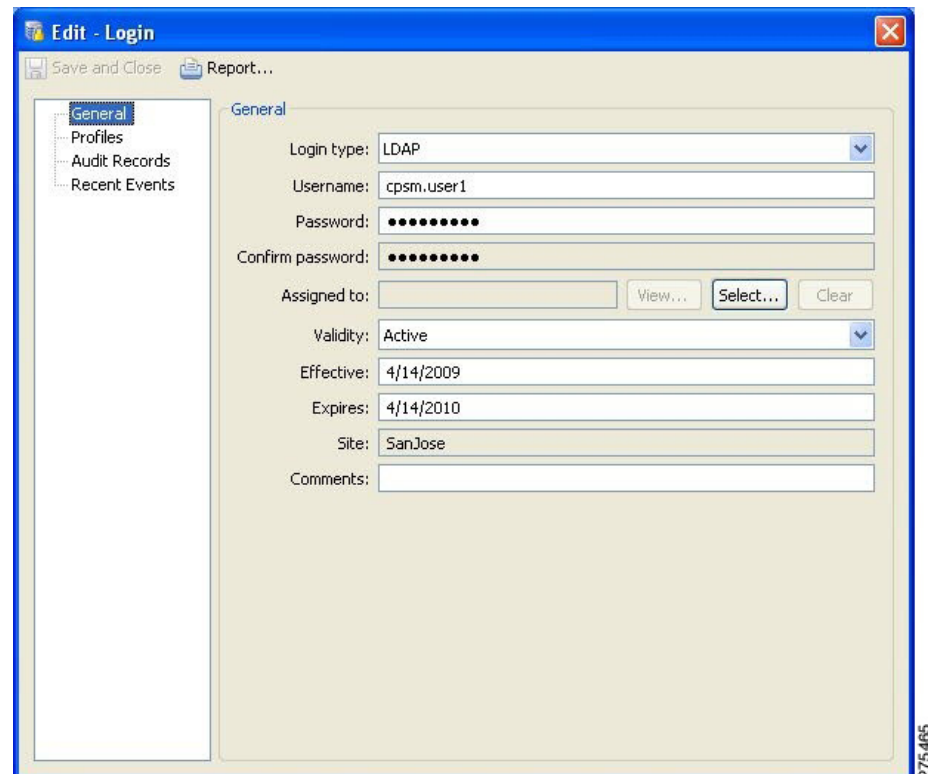 Edit - Login
Save and Close Report...
General
Profiles
Audit Records
Recent Events
General
Login type: LDAP
Username: cpsm.user1
Password: ●●●●●●●●●
Confirm password: ●●●●●●●●●
Assigned to: View... Select... Clear
Validity: Active
Effective: 4/14/2009
Expires: 4/14/2010
Site: SanJose
Comments:
275465